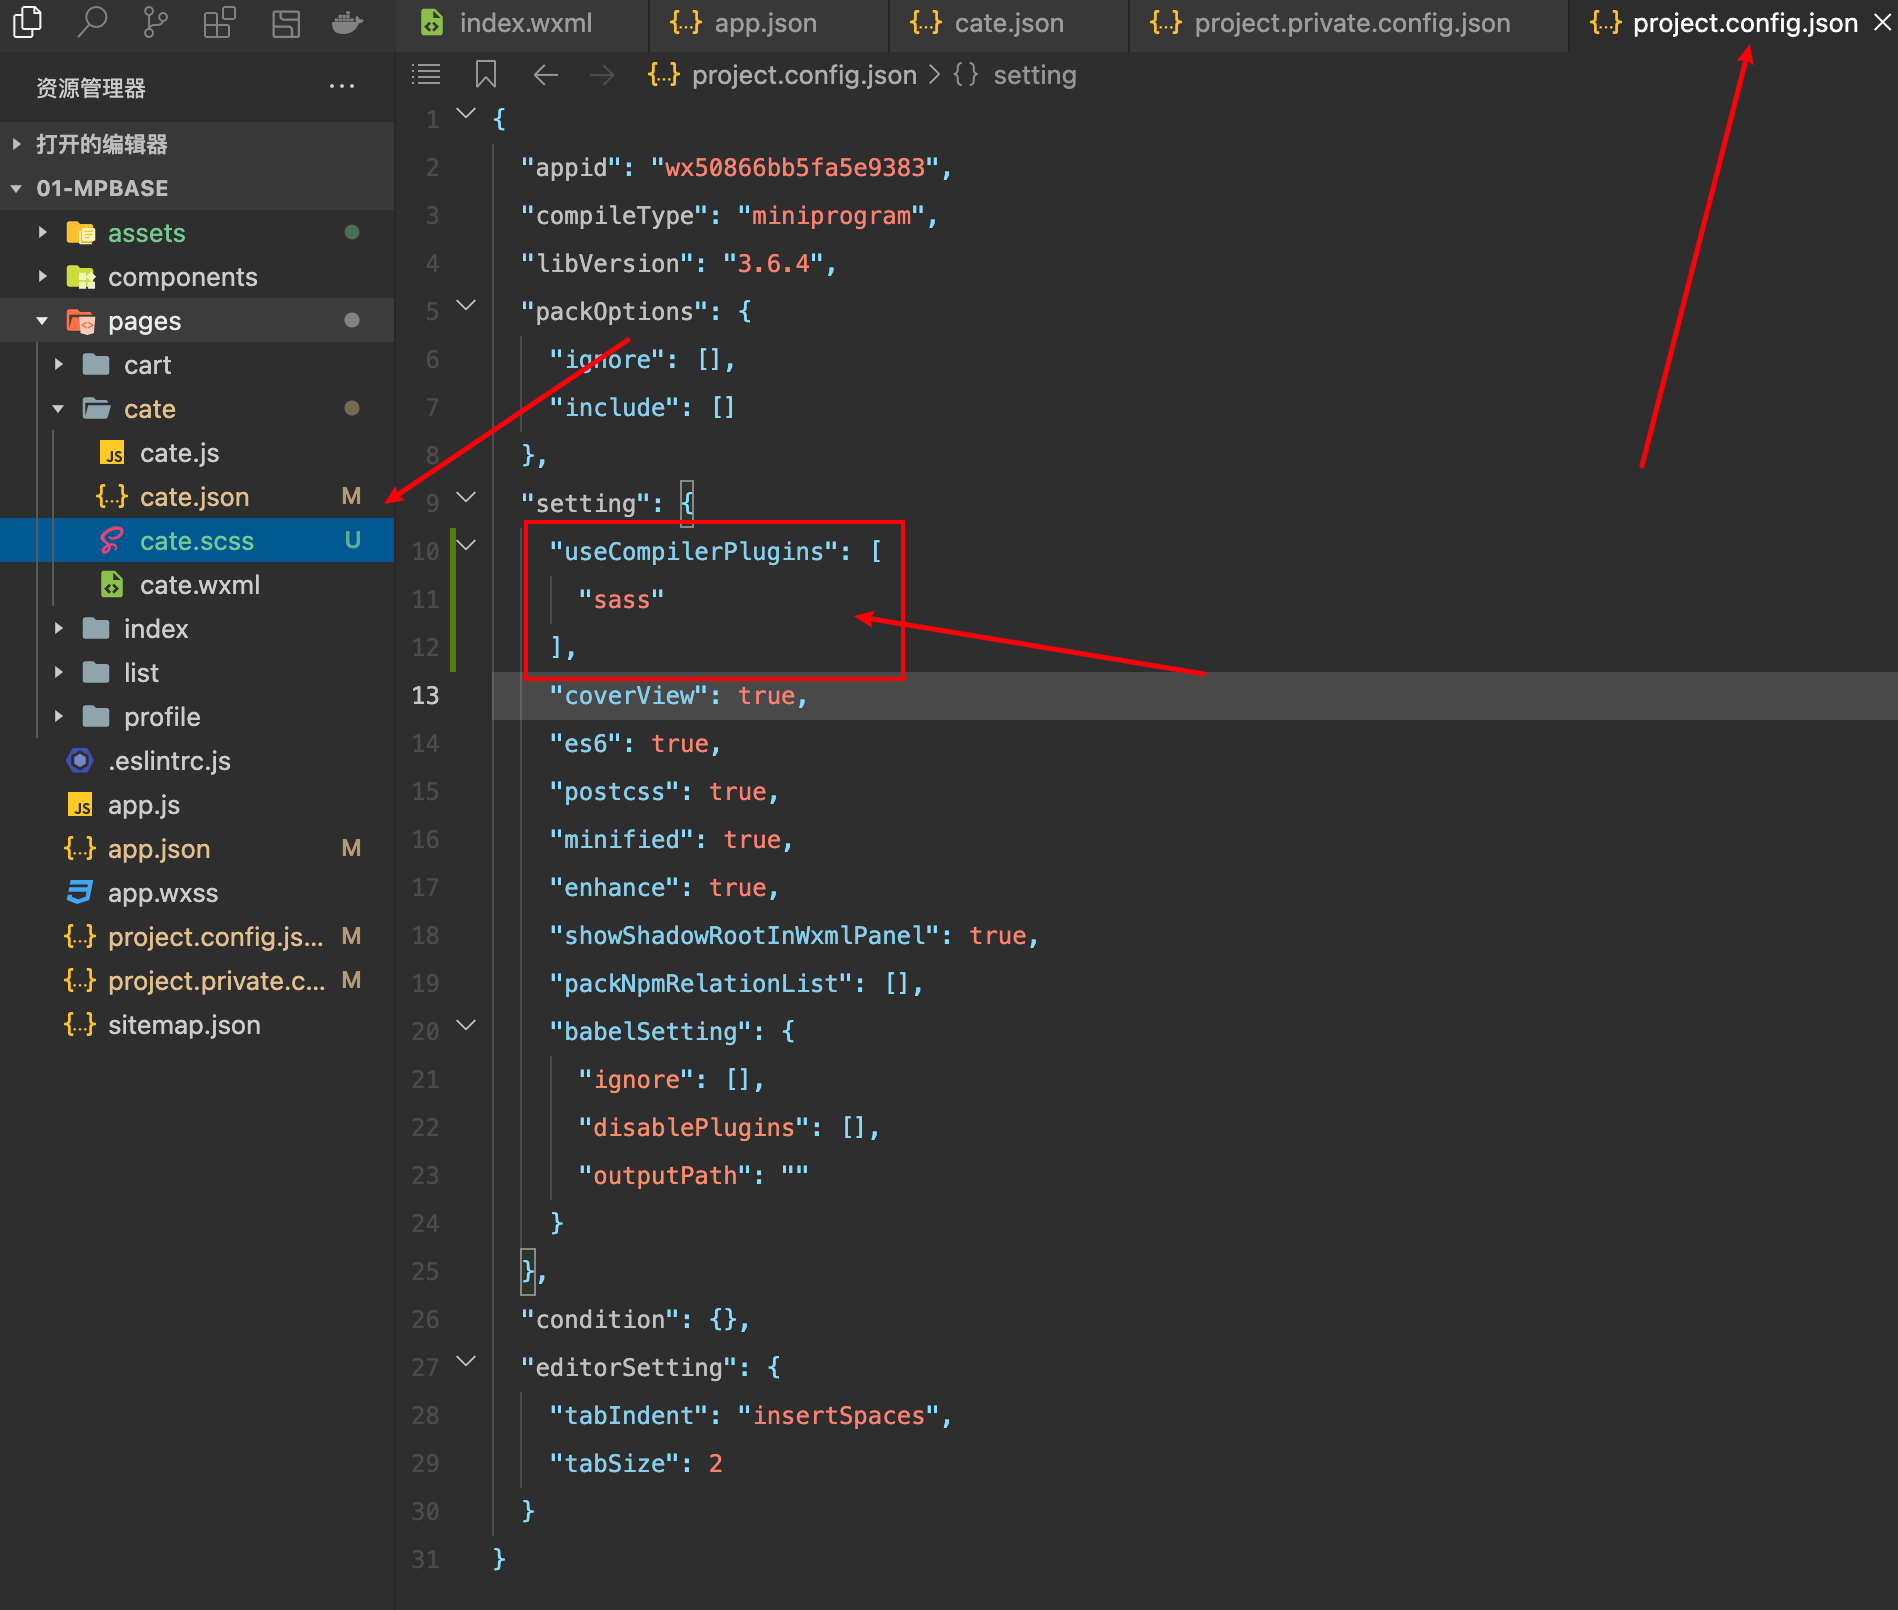 index.wxml
app.json
cate.json
project.private.config.json
project.config.json
资源管理器
打开的编辑器
01-MPBASE
assets
components
pages
cart
cate
cate.js
cate.json M
cate.scss U
cate.wxml
index
list
profile
.eslintrc.js
app.js
app.json M
app.wxss
project.config.js... M
project.private.c... M
sitemap.json
project.config.json > {} setting
1 {
2 "appid": "wx50866bb5fa5e9383",
3 "compileType": "miniprogram",
4 "libVersion": "3.6.4",
5 "packOptions": {
6 "ignore": [],
7 "include": []
8 },
9 "setting": {
10 "useCompilerPlugins": [
11 "sass"
12 ],
13 "coverView": true,
14 "es6": true,
15 "postcss": true,
16 "minified": true,
17 "enhance": true,
18 "showShadowRootInWxmlPanel": true,
19 "packNpmRelationList": [],
20 "babelSetting": {
21 "ignore": [],
22 "disablePlugins": [],
23 "outputPath": ""
24 }
25 },
26 "condition": {},
27 "editorSetting": {
28 "tabIndent": "insertSpaces",
29 "tabSize": 2
30 }
31 }